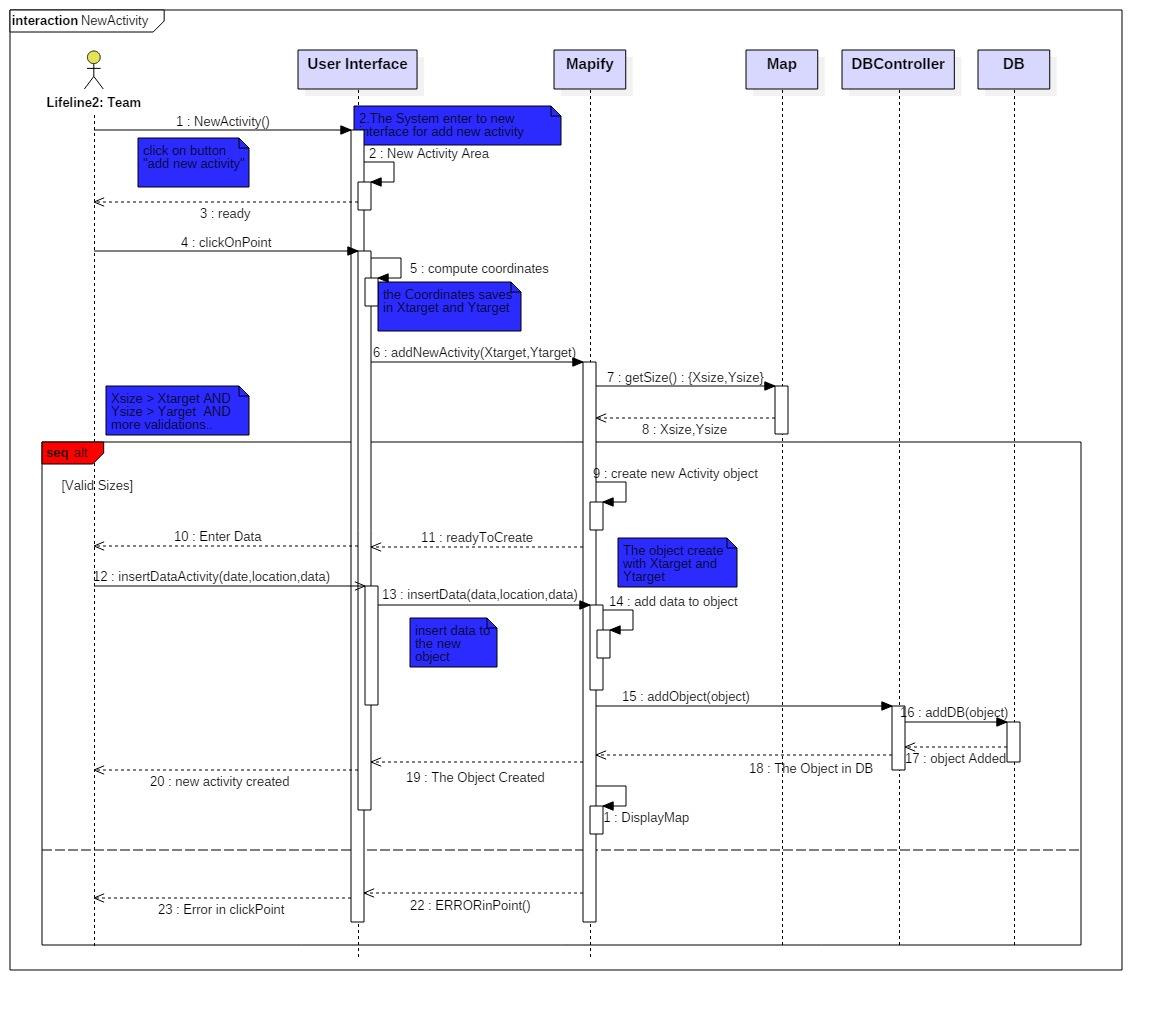 interaction NewActivity
User Interface
Mapify
Map
DBController
DB
Lifeline2: Team
2.The System enter to new
interface for add new activity
1 : NewActivity()
click on button
"add new activity"
2 : New Activity Area
3 : ready
4 : clickOnPoint
5 : compute coordinates
the Coordinates saves
in Xtarget and Ytarget
6 : addNewActivity(Xtarget,Ytarget)
7 : getSize() : {Xsize,Ysize}
Xsize > Xtarget AND
Ysize > Yarget  AND
more validations..
8 : Xsize,Ysize
seq alt
[Valid Sizes]
9 : create new Activity object
10 : Enter Data
11 : readyToCreate
The object create
with Xtarget and
Ytarget
12 : insertDataActivity(date,location,data)
13 : insertData(data,location,data)
14 : add data to object
insert data to
the new
object
15 : addObject(object)
16 : addDB(object)
17 : object Added
18 : The Object in DB
19 : The Object Created
20 : new activity created
1 : DisplayMap
22 : ERRORinPoint()
23 : Error in clickPoint